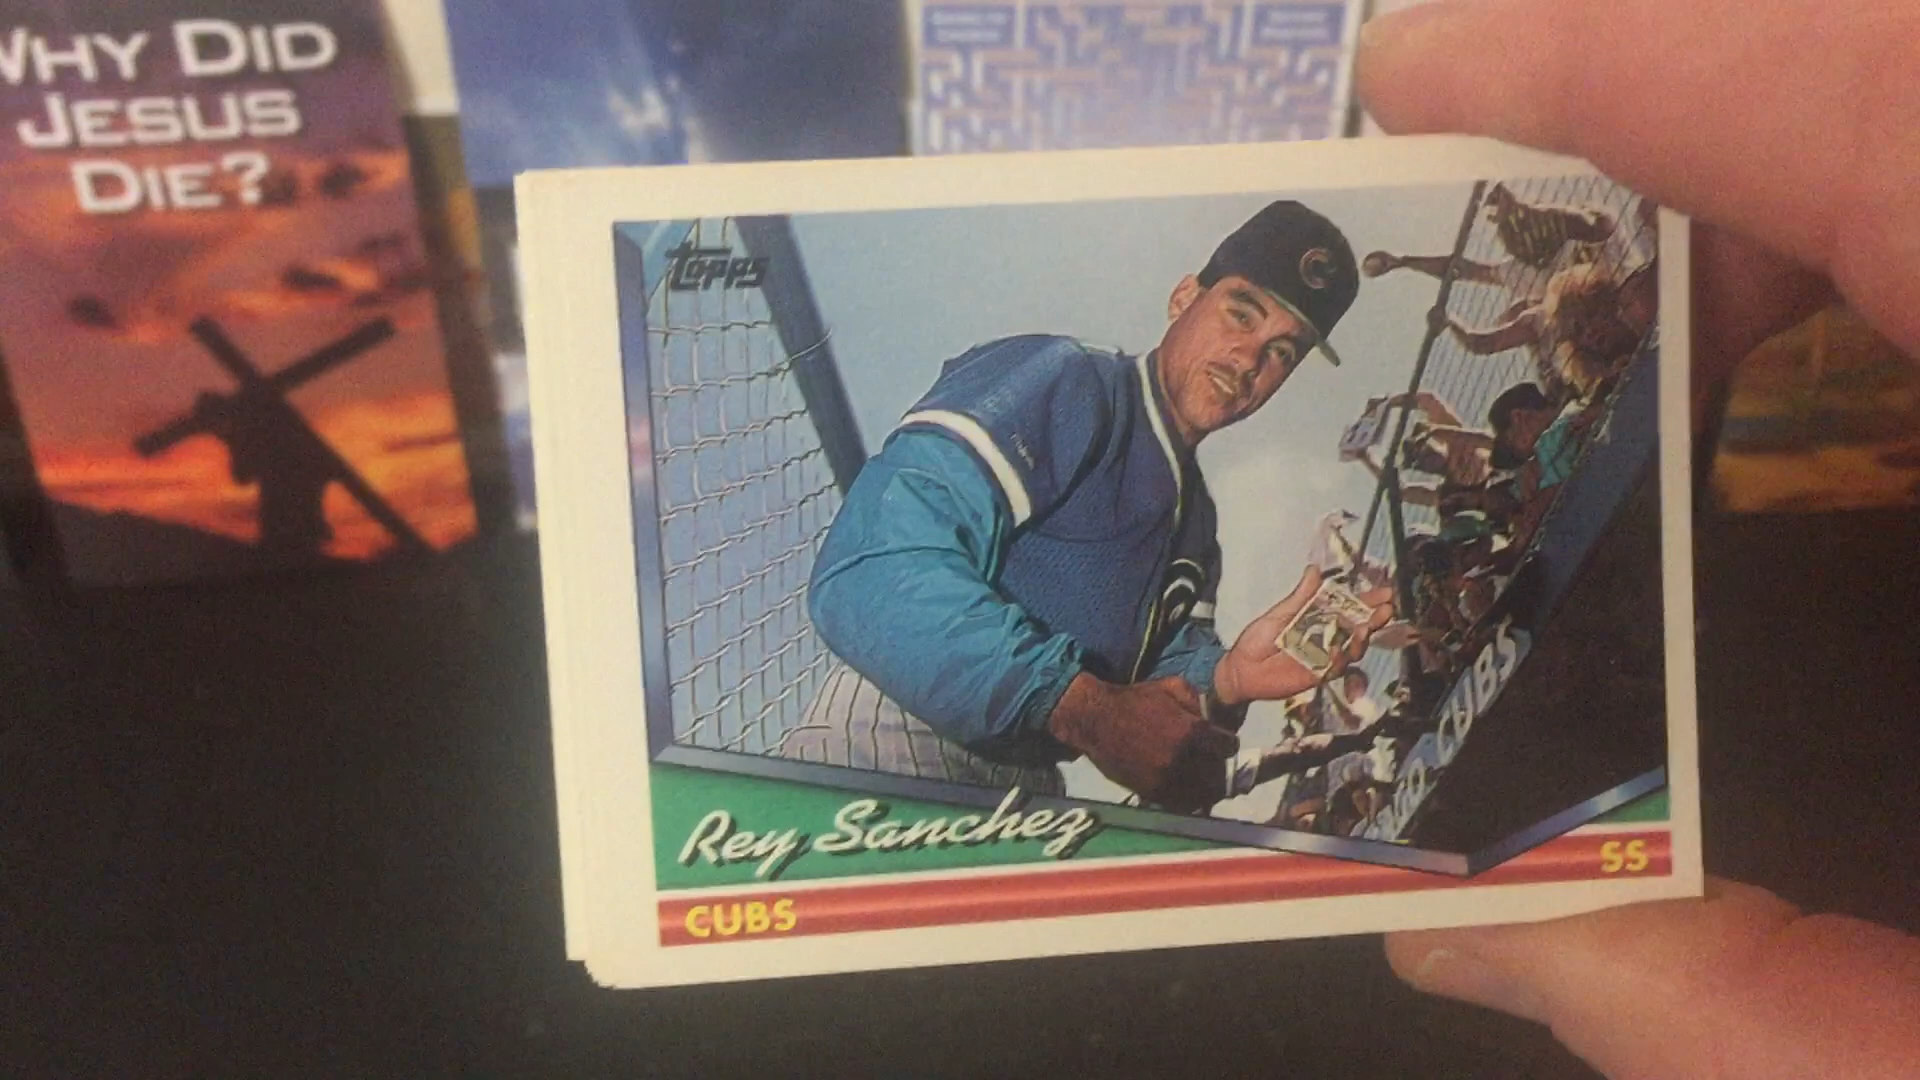 WHY DID
JESUS
DIE?
topps
CUBS
Rey Sanchez
SS
CUBS